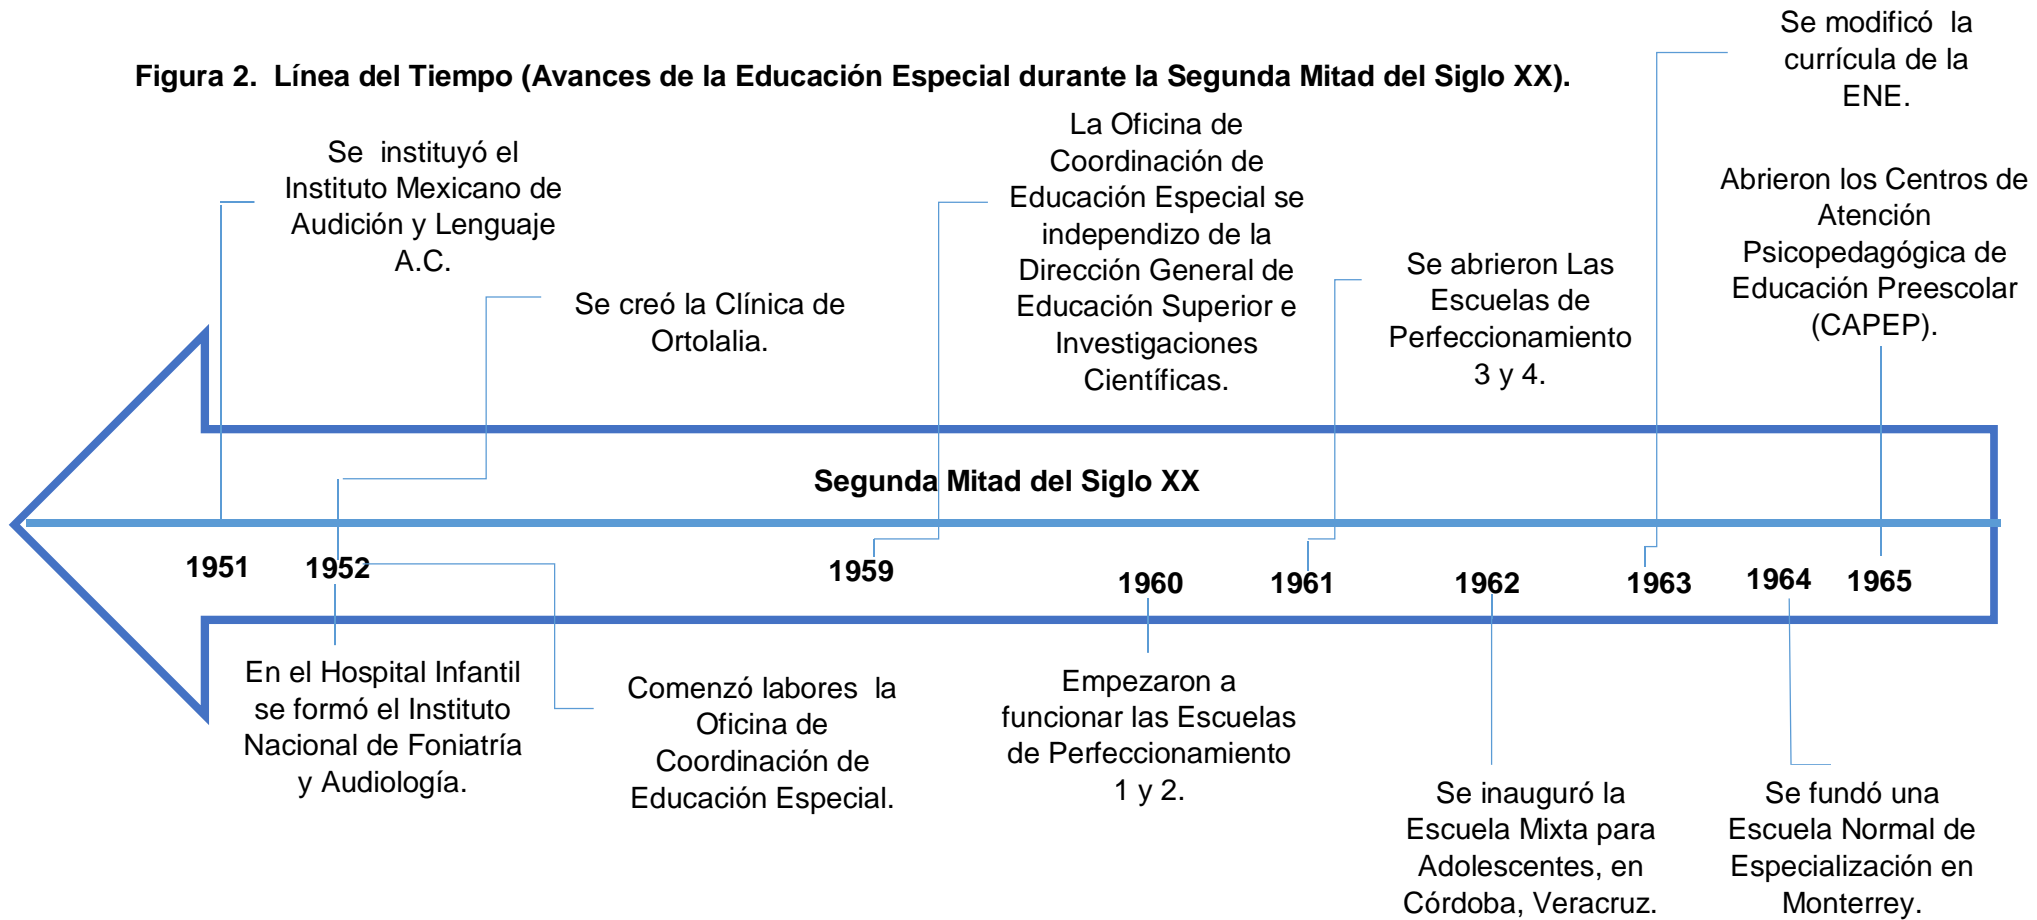 Figura 2. Línea del Tiempo (Avances de la Educación Especial durante la Segunda Mitad del Siglo XX).
Se instituyó el
Instituto Mexicano de
Audición y Lenguaje
A.C.
Se creó la Clínica de
Ortolalia.
La Oficina de
Coordinación de
Educación Especial se
independizo de la
Dirección General de
Educación Superior e
Investigaciones
Científicas.
Se abrieron Las
Escuelas de
Perfeccionamiento
3 y 4.
Se modificó la
currícula de la
ENE.
Abrieron los Centros de
Atención
Psicopedagógica de
Educación Preescolar
(CAPEP).
Segunda Mitad del Siglo XX
1951
1952
1959
1960
1961
1962
1963
1964
1965
En el Hospital Infantil
se formó el Instituto
Nacional de Foniatría
y Audiología.
Comenzó labores la
Oficina de
Coordinación de
Educación Especial.
Empezaron a
funcionar las Escuelas
de Perfeccionamiento
1 y 2.
Se inauguró la
Escuela Mixta para
Adolescentes, en
Córdoba, Veracruz.
Se fundó una
Escuela Normal de
Especialización en
Monterrey.